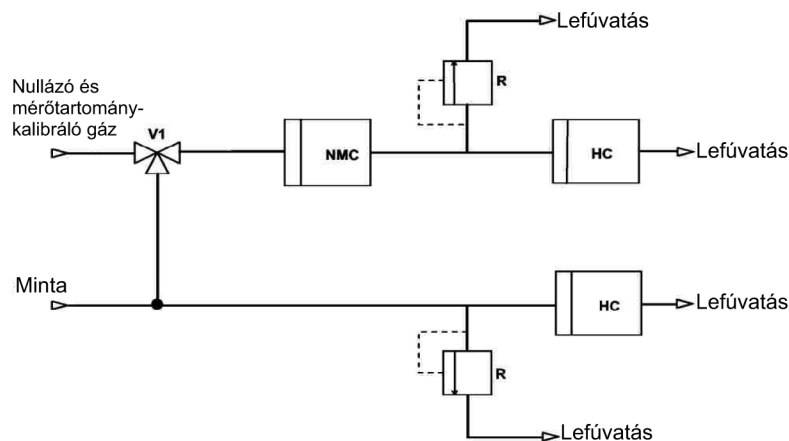 Lefúvatás
R
Nullázó és
mérőtartomány-
kalibráló gáz
V1
NMC
HC
Lefúvatás
Minta
HC
Lefúvatás
R
Lefúvatás